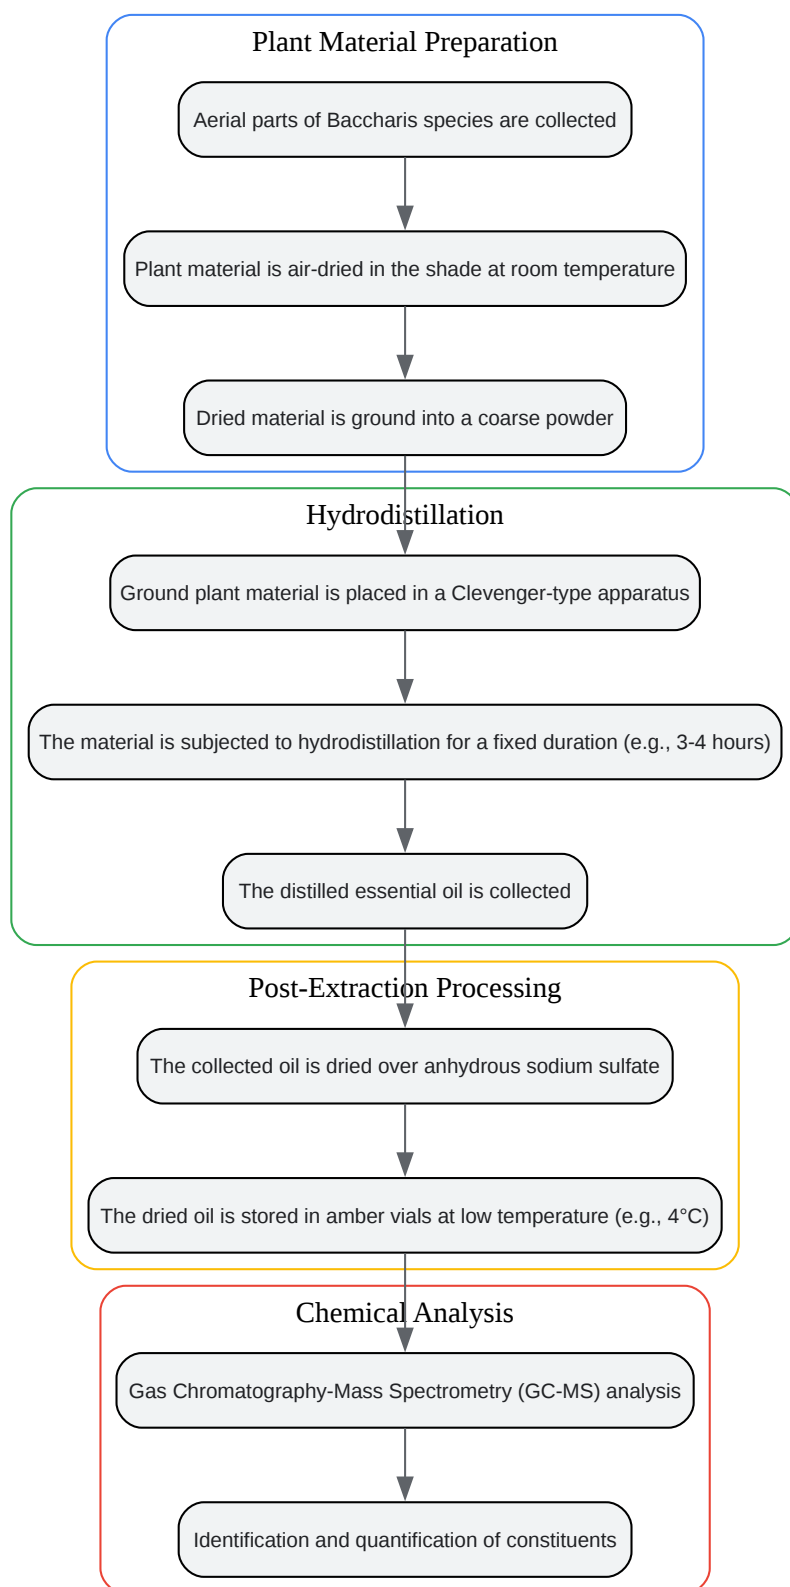 Plant Material Preparation
Aerial parts of Baccharis species are collected
Plant material is air-dried in the shade at room temperature
Dried material is ground into a coarse powder
Hydrodistillation
Ground plant material is placed in a Clevenger-type apparatus
The material is subjected to hydrodistillation for a fixed duration (e.g., 3-4 hours)
The distilled essential oil is collected
Post-Extraction Processing
The collected oil is dried over anhydrous sodium sulfate
The dried oil is stored in amber vials at low temperature (e.g., 4°C)
Chemical Analysis
Gas Chromatography-Mass Spectrometry (GC-MS) analysis
Identification and quantification of constituents